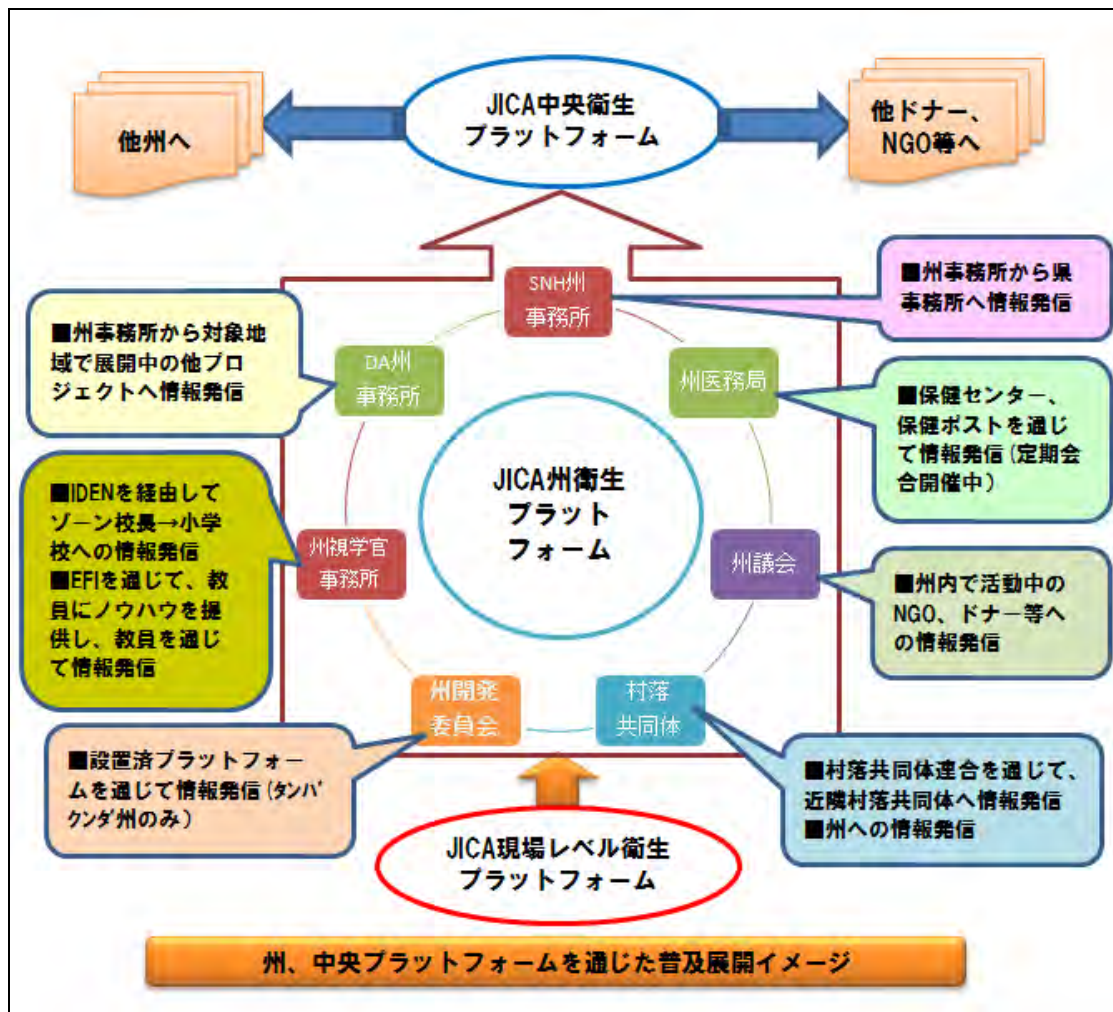 JICA中央衛生
プラットフォーム
他州へ
他ドナー、
NGO等へ
SNH州
事務所
■州事務所から県
事務所へ情報発信
■州事務所から対象地
域で展開中の他プロ
ジェクトへ情報発信
DA州
事務所
州医務局
■保健センター、
保健ポストを通じ
て情報発信(定期会
合開催中)
JICA州衛生
プラット
フォーム
■IDENを経由して
ゾーン校長→小学
校への情報発信
■EFIを通じて、教
員にノウハウを提
供し、教員を通じ
て情報発信
州視学官
事務所
州議会
■州内で活動中の
NGO、ドナー等へ
の情報発信
州開発
委員会
村落
共同体
■設置済プラットフォー
ムを通じて情報発信(ﾀﾝﾊﾞ
ｸﾝﾀﾞ州のみ)
■村落共同体連合を通じて、
近隣村落共同体へ情報発信
■州への情報発信
JICA現場レベル衛生
プラットフォーム
州、中央プラットフォームを通じた普及展開イメージ